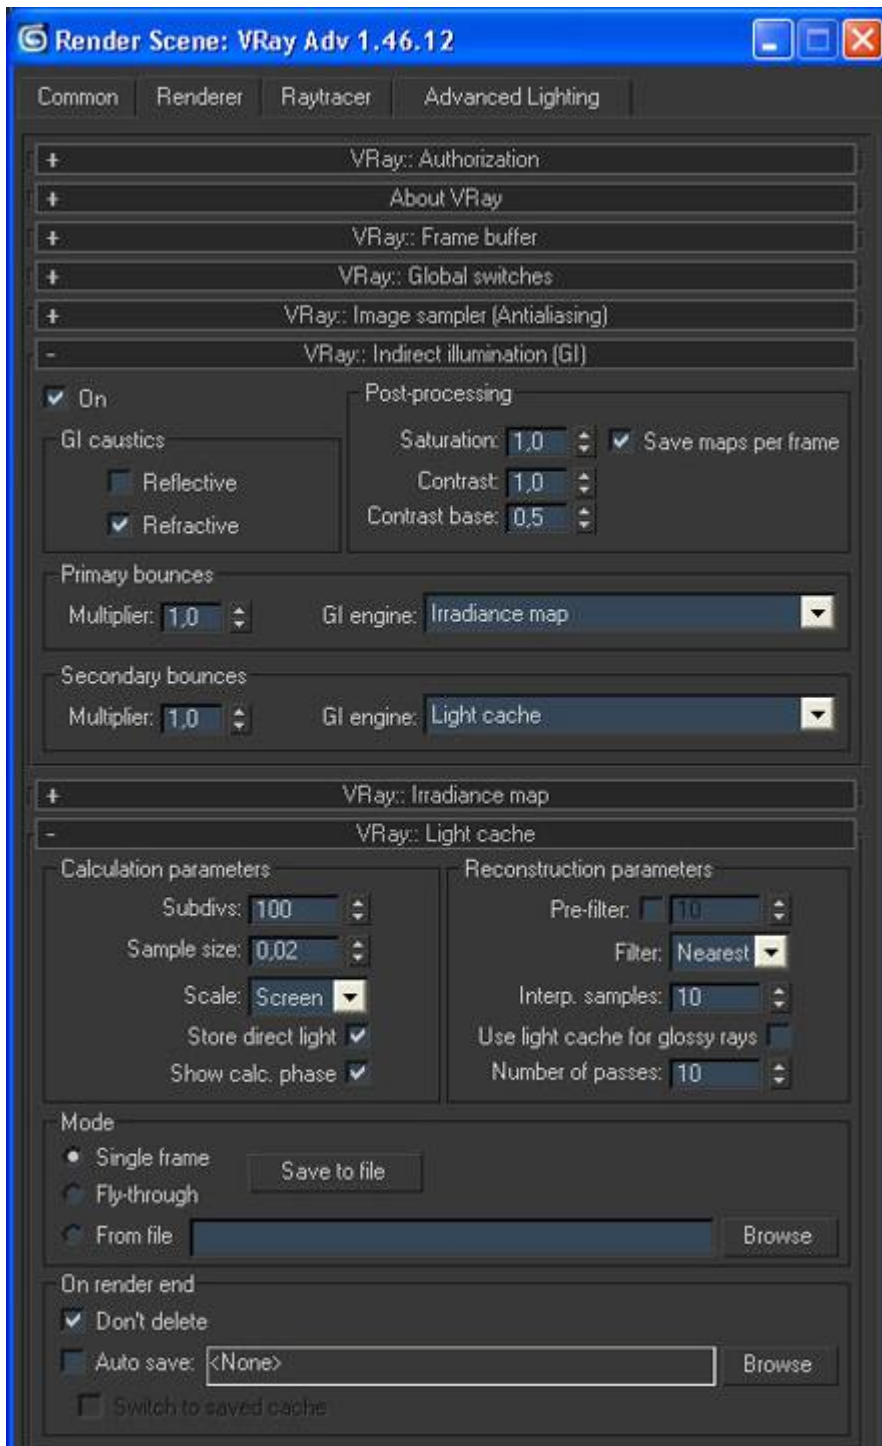 Render Scene: VRay Adv 1.46.12
Common Renderer Raytracer Advanced Lighting
+ VRay:: Authorization
+ About VRay
+ VRay:: Frame buffer
+ VRay:: Global switches
+ VRay:: Image sampler (Antialiasing)
- VRay:: Indirect illumination (GI)
On
GI caustics
Reflective
Refractive
Post-processing
Saturation: 1,0 Save maps per frame
Contrast: 1,0
Contrast base: 0,5
Primary bounces
Multiplier: 1,0 GI engine: Irradiance map
Secondary bounces
Multiplier: 1,0 GI engine: Light cache
+ VRay:: Irradiance map
- VRay:: Light cache
Calculation parameters
Subdivs: 100
Sample size: 0,02
Scale: Screen
Store direct light
Show calc. phase
Reconstruction parameters
Pre-filter: 10
Filter: Nearest
Interp. samples: 10
Use light cache for glossy rays
Number of passes: 10
Mode
Single frame
Fly-through
Save to file
From file Browse
On render end
Don't delete
Auto save: <None> Browse
Switch to saved cache